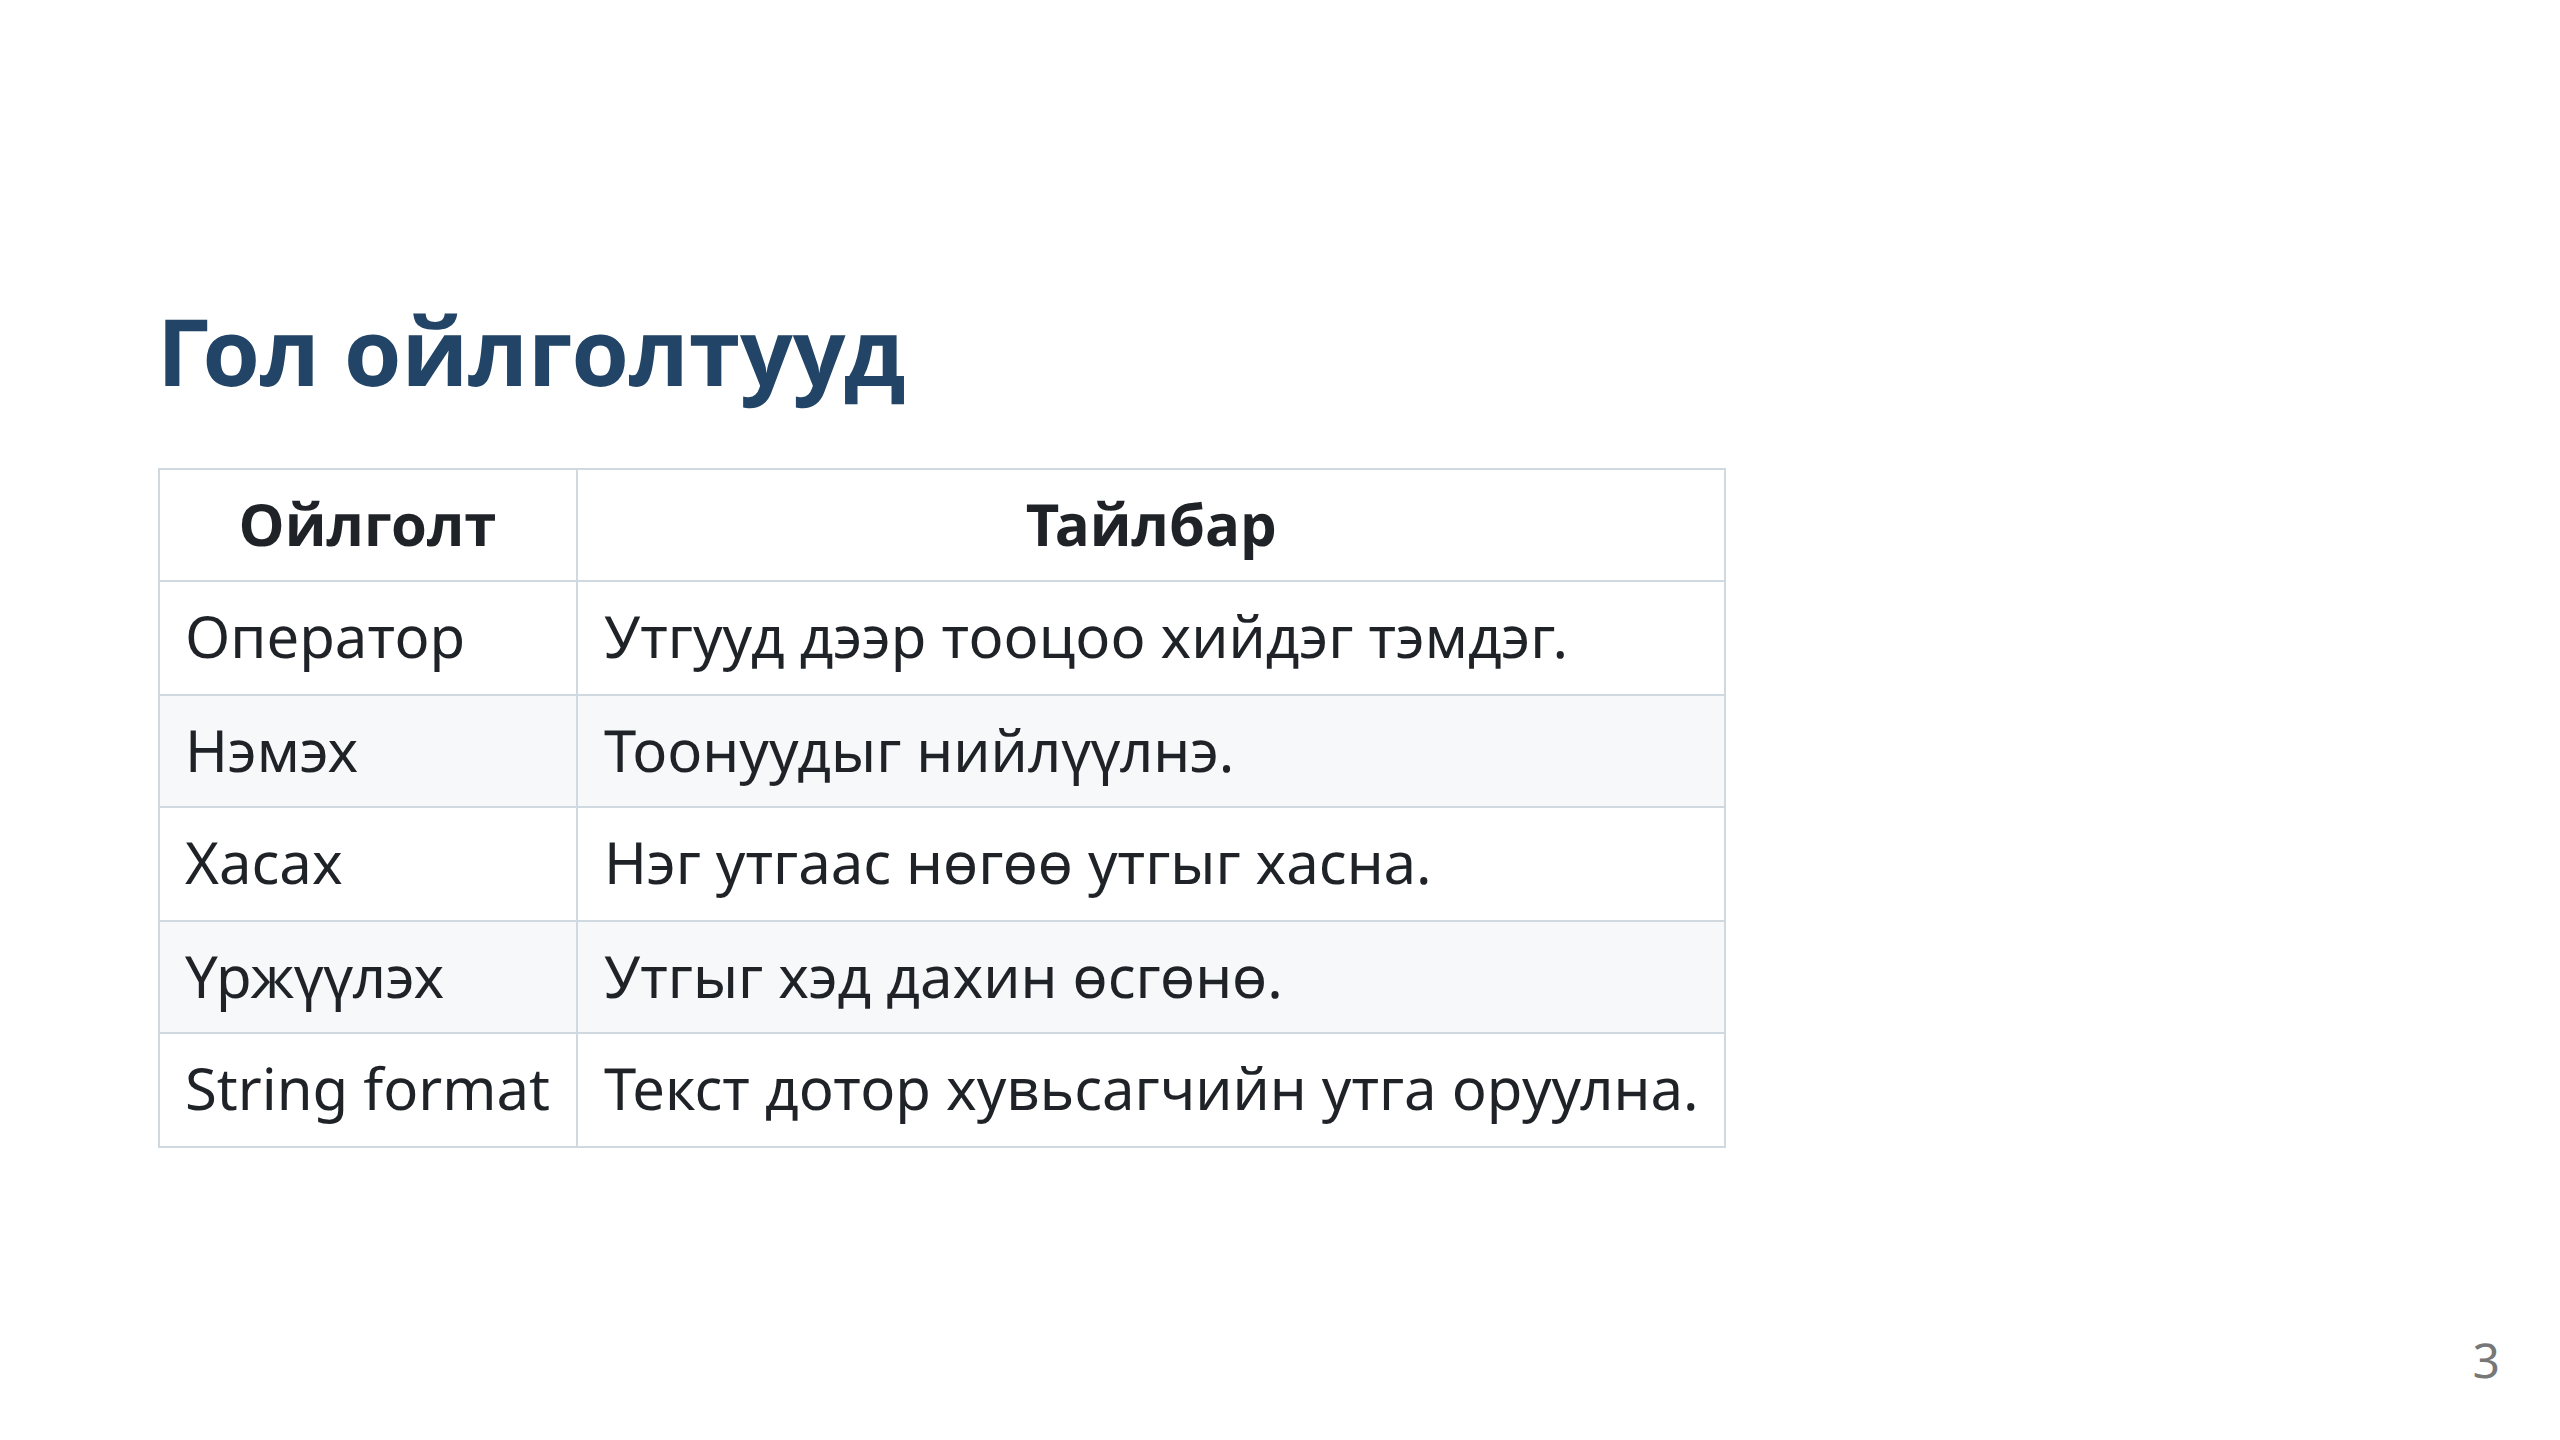 Гол ойлголтууд
Ойлголт Тайлбар
Оператор Утгууд дээр тооцоо хийдэг тэмдэг.
Нэмэх Тоонуудыг нийлүүлнэ.
Хасах Нэг утгаас нөгөө утгыг хасна.
Үржүүлэх Утгыг хэд дахин өсгөнө.
String format Текст дотор хувьсагчийн утга оруулна.
3